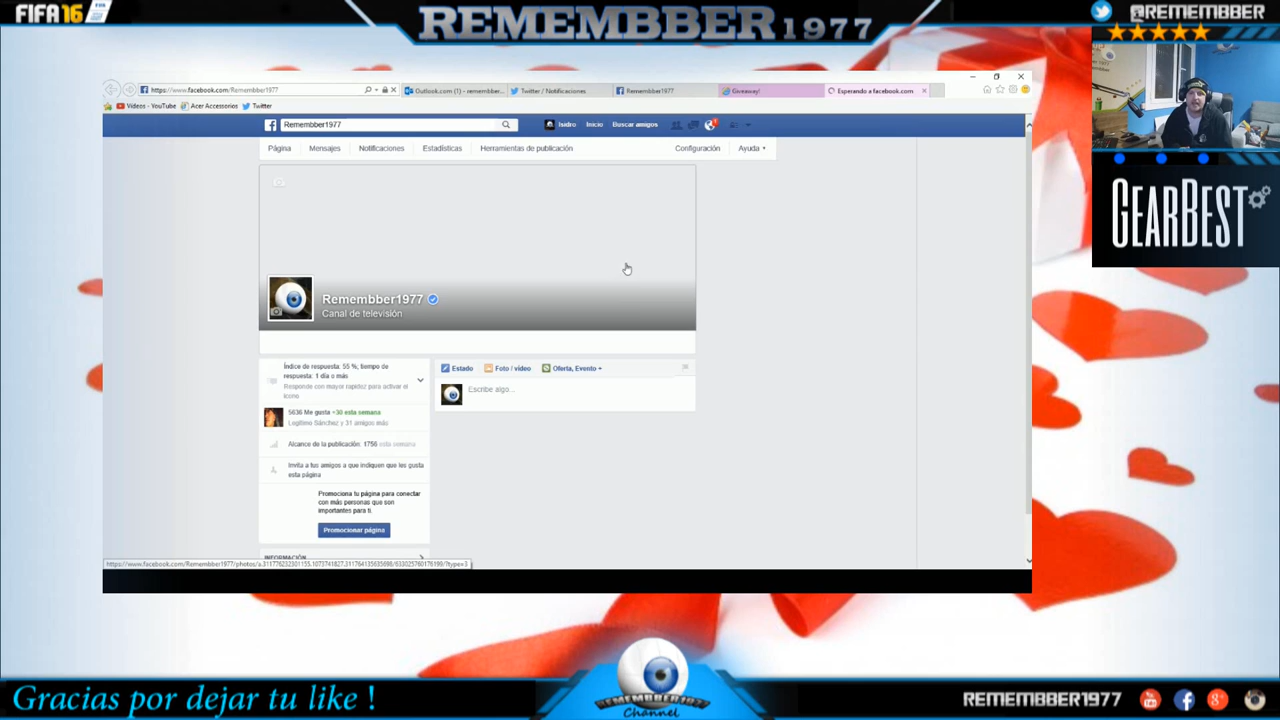 FIFA 16
REMEMBBER1977
@REMEMBBER
https://www.facebook.com/Remembber1977
Outlook.com (1) - remembber...
Twitter / Notificaciones
Remembber1977
Giveaway!
Esperando a facebook.com
Vídeos - YouTube
Acer Accessories
Twitter
Remembber1977
Isidro
Inicio
Buscar amigos
Página
Mensajes
Notificaciones
Estadísticas
Herramientas de publicación
Configuración
Ayuda
GEARBEST
Remembber1977
Canal de televisión
Índice de respuesta: 55 %, tiempo de
respuesta: 1 día o más
Responde con mayor rapidez para activar el
icono
5636 Me gusta +30 esta semana
Legitimo Sánchez y 31 amigos más
Alcance de la publicación: 1756 esta semana
Invita a tus amigos a que indiquen que les gusta
esta página
Promociona tu página para conectar
con más personas que son
importantes para ti.
Promocionar página
INFORMACIÓN
Estado
Foto / vídeo
Oferta, Evento +
Escribe algo...
Gracias por dejar tu like !
REMEMBBER1977
Channel
REMEMBBER1977
You